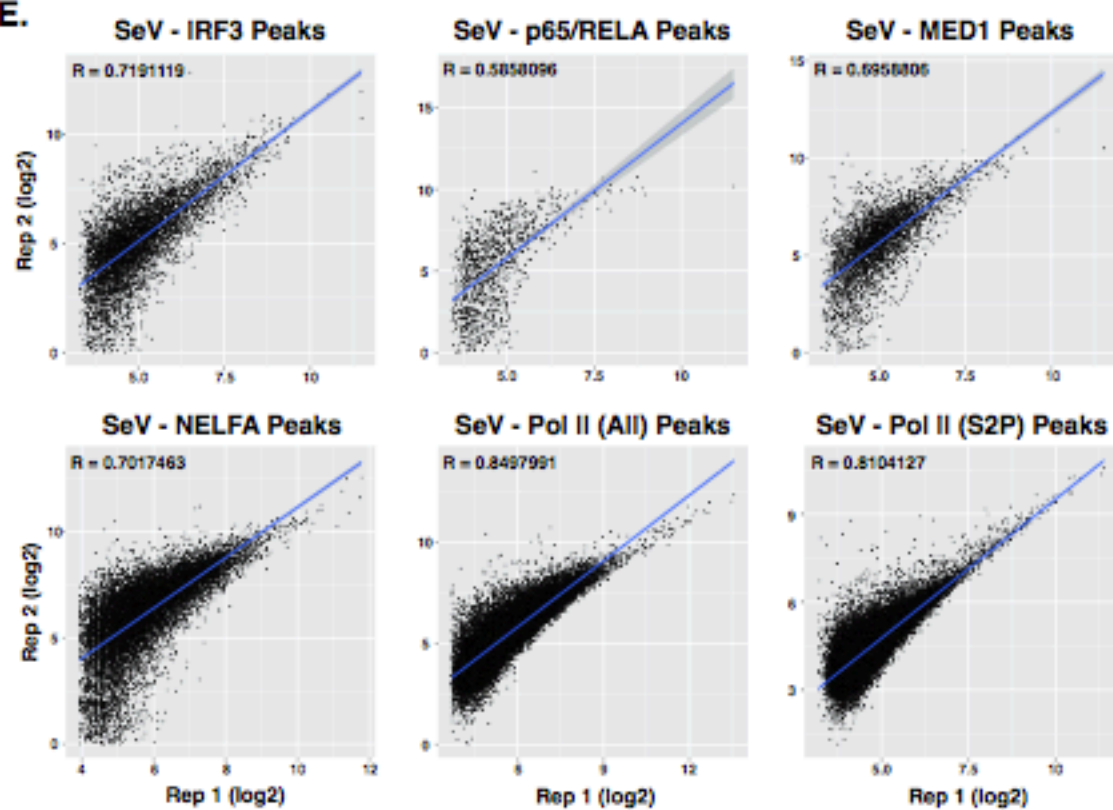 E.
SeV - IRF3 Peaks
SeV - p65/RELA Peaks
SeV - MED1 Peaks
R = 0.7191119
R = 0.5858096
R = 0.6958806
Rep 2 (log2)
10
5
0
5.0 7.5 10
15
10
5
0
5.0 7.5 10
15
10
5
0
5.0 7.5 10
SeV - NELFA Peaks
SeV - Pol II (All) Peaks
SeV - Pol II (S2P) Peaks
R = 0.7017463
R = 0.8497991
R = 0.8104127
Rep 2 (log2)
10
5
0
4 6 8 10 12
10
5
0
6 9 12
9
6
3
5.0 7.5 10
Rep 1 (log2)
Rep 1 (log2)
Rep 1 (log2)